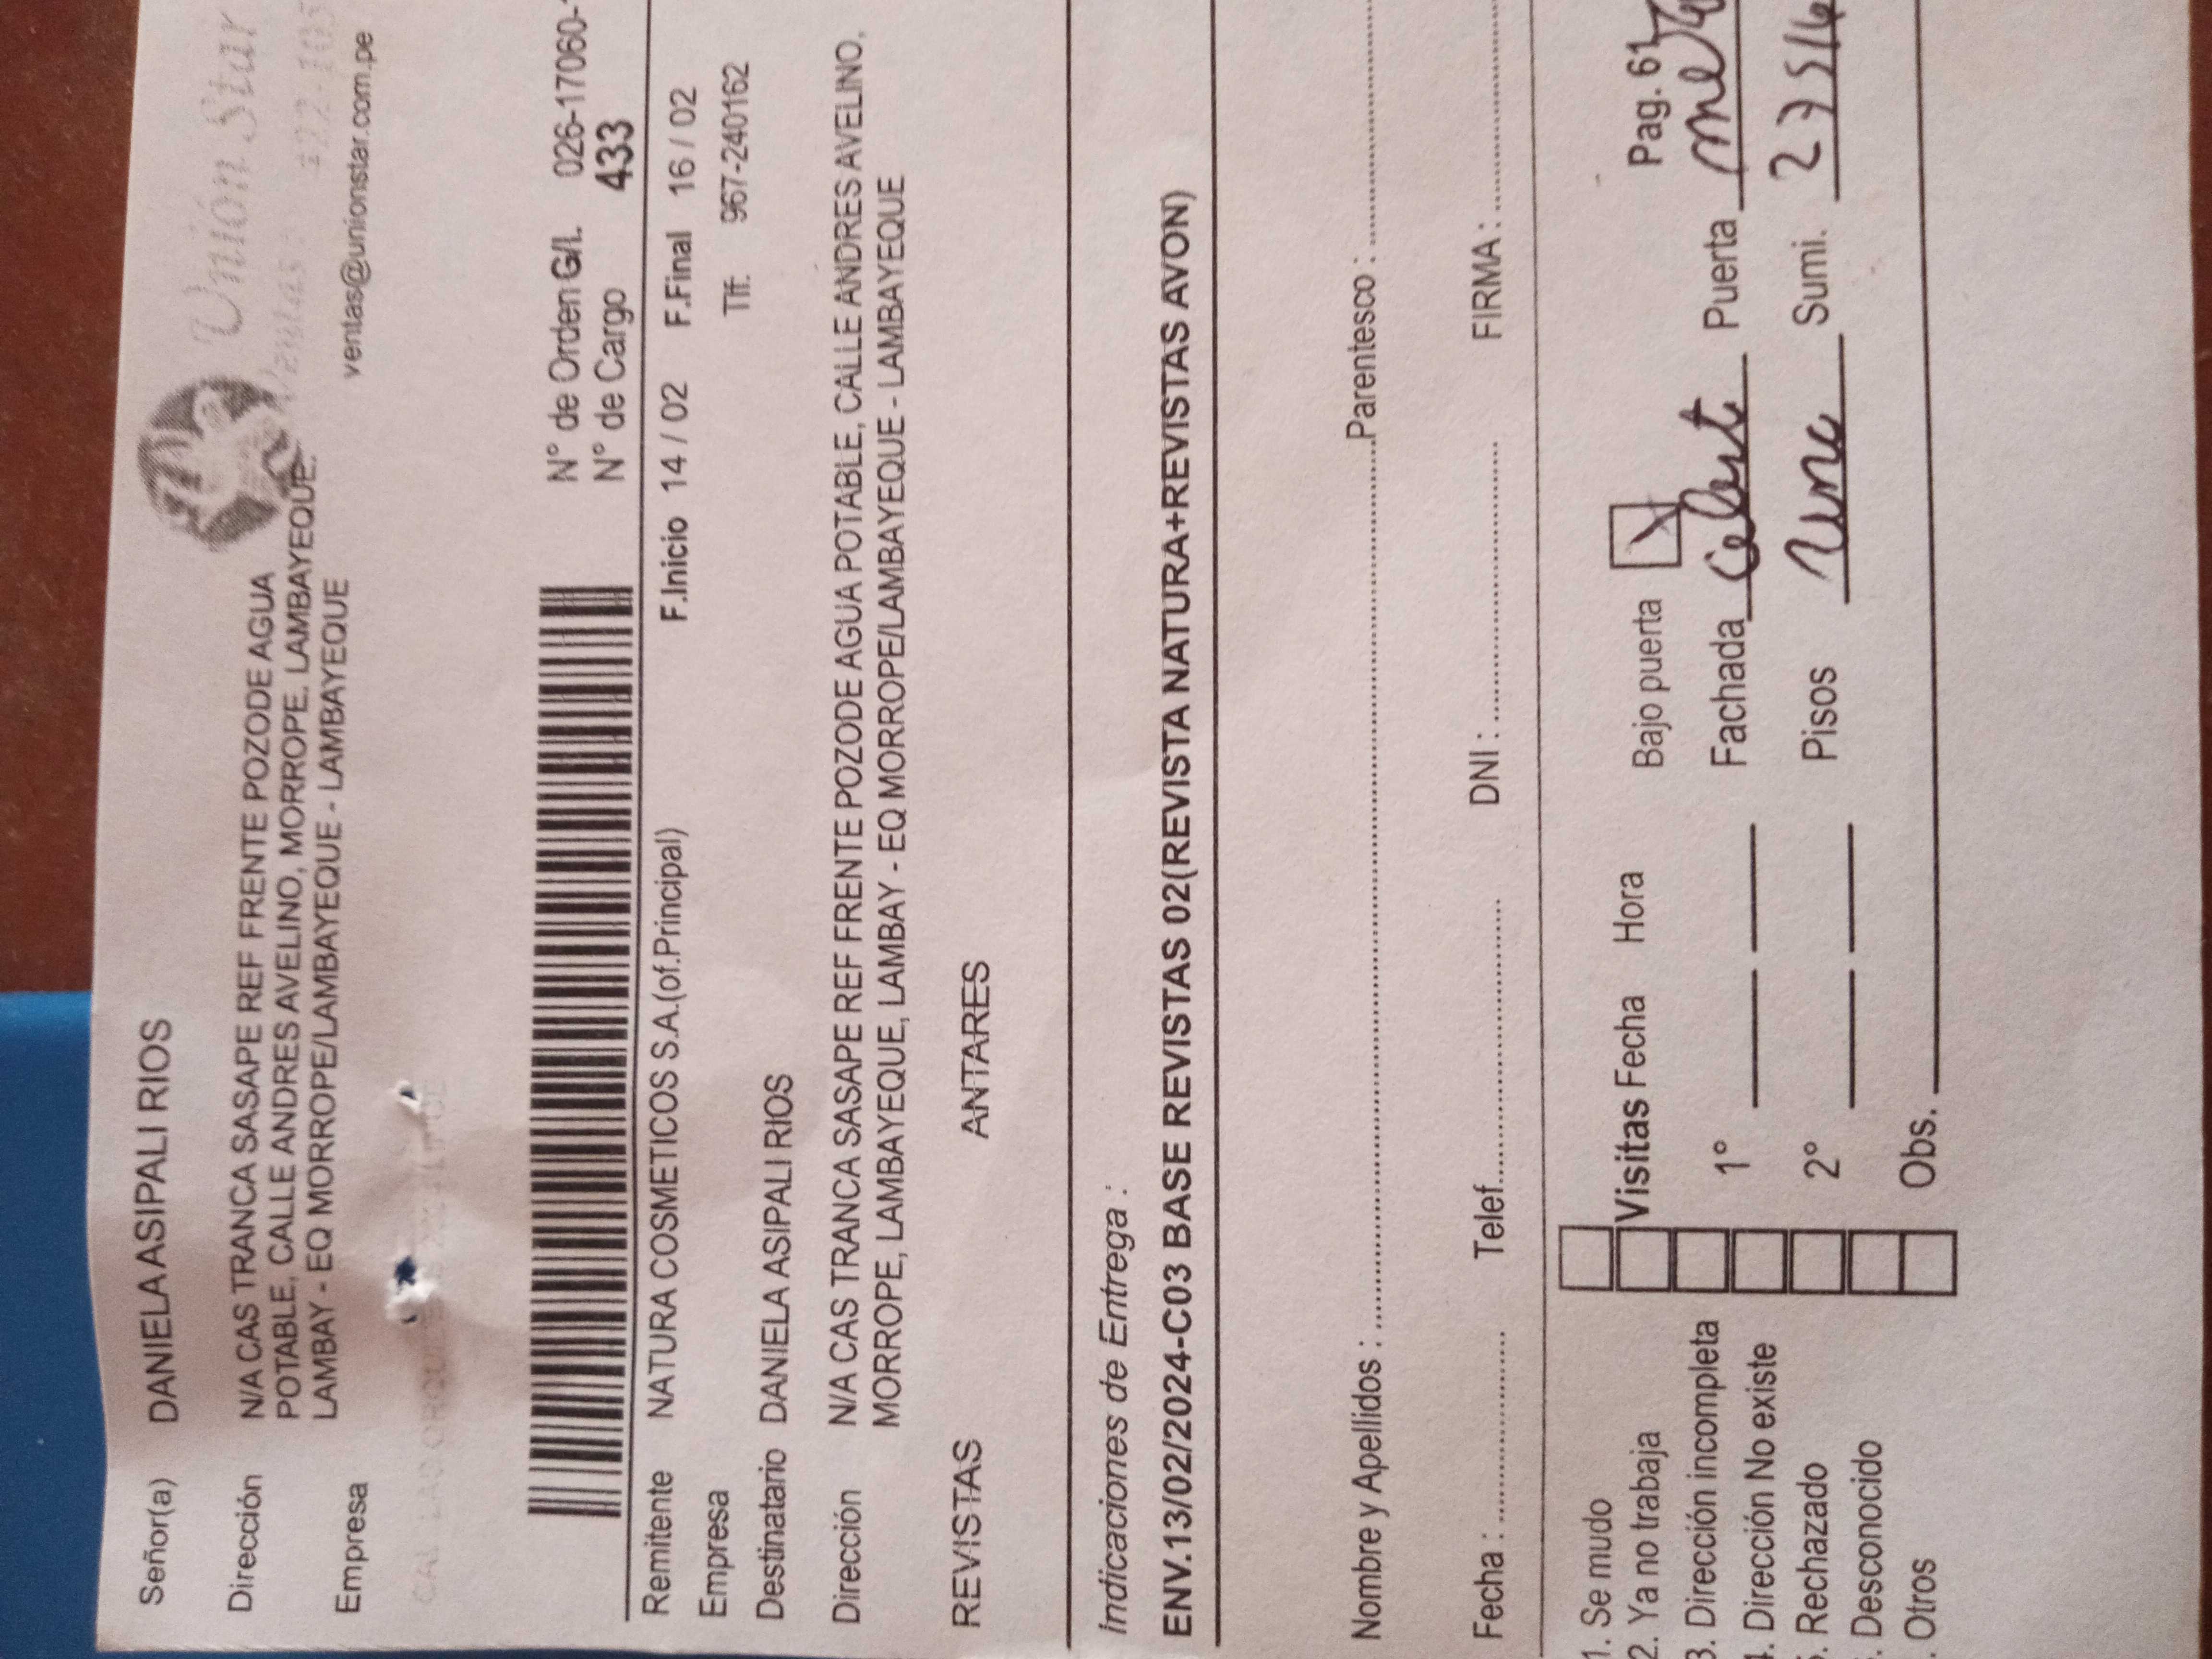 Señor(a) DANIELA ASIPALI RIOS
Unión Star
Ventas:
Dirección N/A CAS TRANCA SASAPE REF FRENTE POZODE AGUA
POTABLE, CALLE ANDRES AVELINO, MORROPE, LAMBAYEQUE,
LAMBAY - EQ MORROPE/LAMBAYEQUE - LAMBAYEQUE
ventas@unionstar.com.pe
Empresa
N° de Orden G/L 026-17060-
N° de Cargo 433
Remitente NATURA COSMETICOS S.A.(of.Principal) F.Inicio 14 / 02 F.Final 16 / 02
Empresa Tlf. 967-240162
Destinatario DANIELA ASIPALI RIOS
Dirección N/A CAS TRANCA SASAPE REF FRENTE POZODE AGUA POTABLE, CALLE ANDRES AVELINO,
MORROPE, LAMBAYEQUE, LAMBAY - EQ MORROPE/LAMBAYEQUE - LAMBAYEQUE
REVISTAS ANTARES
Indicaciones de Entrega :
ENV.13/02/2024-C03 BASE REVISTAS 02(REVISTA NATURA+REVISTAS AVON)
Nombre y Apellidos : Parentesco :
Fecha : Telef. DNI : FIRMA :
1. Se mudo
2. Ya no trabaja Visitas Fecha Hora Bajo puerta Pag. 61
3. Dirección incompleta 1° Fachada Puerta
4. Dirección No existe
5. Rechazado 2° Pisos Sumi.
. Desconocido
. Otros Obs.